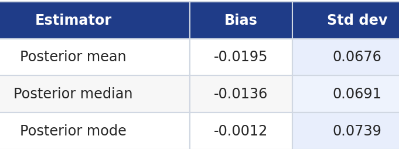 Estimator Bias Std dev
Posterior mean -0.0195 0.0676
Posterior median -0.0136 0.0691
Posterior mode -0.0012 0.0739